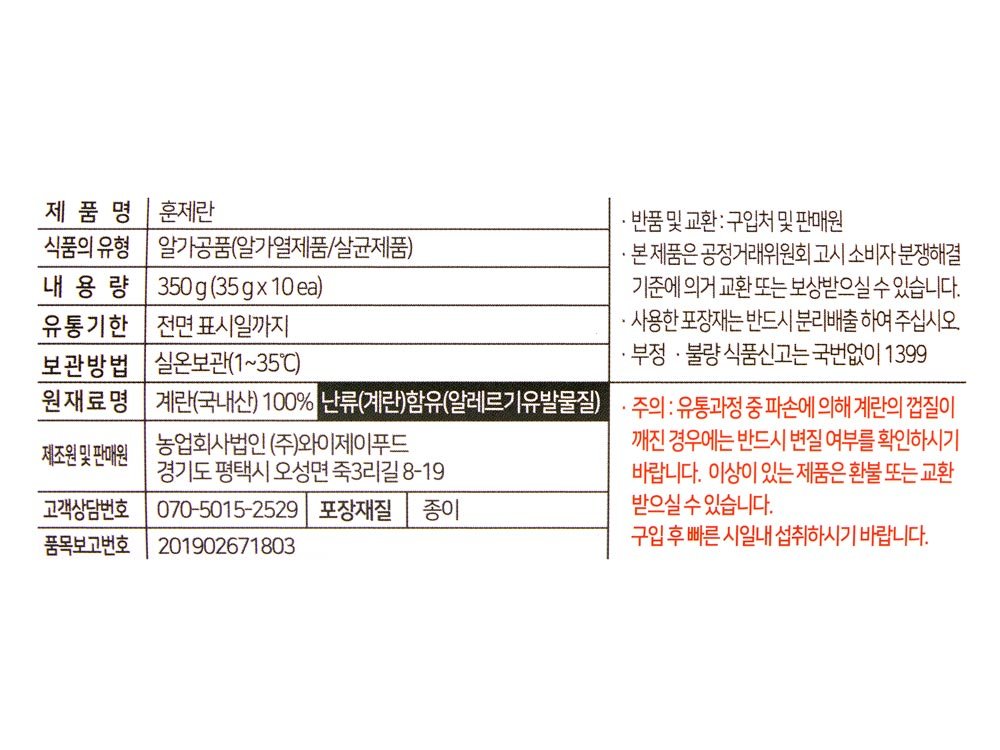 제 품 명 훈제란
식품의 유형 알가공품(알가열제품/살균제품)
내 용 량 350g (35g x 10 ea)
유통기한 전면 표시일까지
보관방법 실온보관(1~35℃)
원재료명 계란(국내산) 100% 난류(계란)함유(알레르기유발물질)
제조원 및 판매원 농업회사법인 (주)와이제이푸드
경기도 평택시 오성면 죽3리길 8-19
고객상담번호 070-5015-2529 포장재질 종이
품목보고번호 201902671803
· 반품 및 교환 : 구입처 및 판매원
· 본 제품은 공정거래위원회 고시 소비자 분쟁해결
기준에 의거 교환 또는 보상받으실 수 있습니다.
· 사용한 포장재는 반드시 분리배출 하여 주십시오.
· 부정 · 불량 식품신고는 국번없이 1399
· 주의 : 유통과정 중 파손에 의해 계란의 껍질이
깨진 경우에는 반드시 변질 여부를 확인하시기
바랍니다. 이상이 있는 제품은 환불 또는 교환
받으실 수 있습니다.
구입 후 빠른 시일내 섭취하시기 바랍니다.